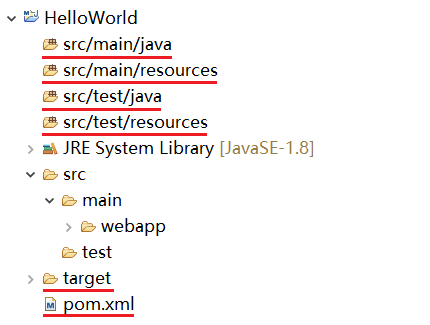 HelloWorld
src/main/java
src/main/resources
src/test/java
src/test/resources
JRE System Library [JavaSE-1.8]
src
main
webapp
test
target
pom.xml